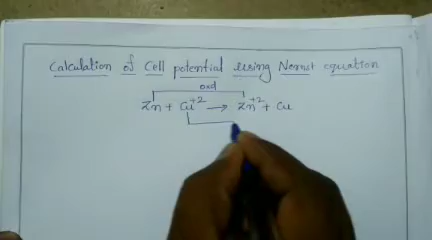 Calculation of Cell potential using Nernst equation
oxd
Zn + Cu+2 → Zn+2 + Cu